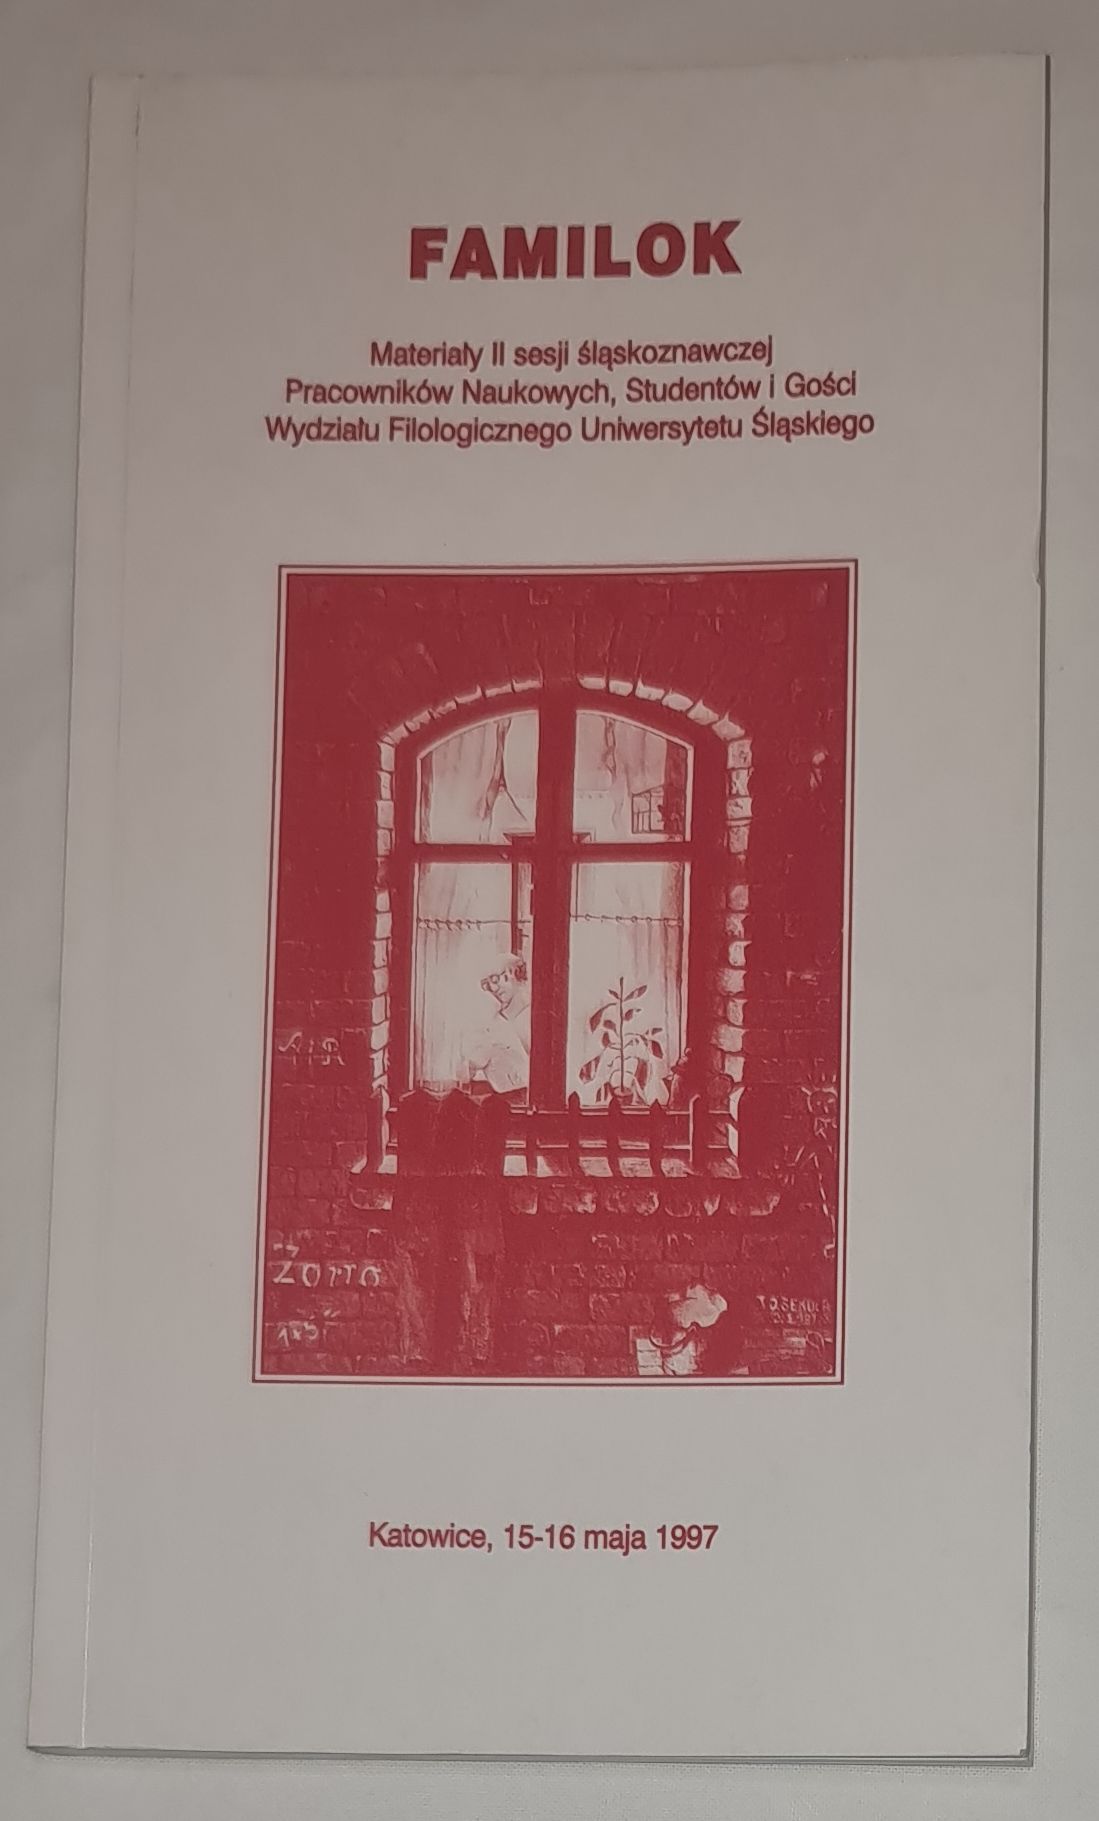 FAMILOK
Materiały II sesji śląskoznawczej
Pracowników Naukowych, Studentów i Gości
Wydziału Filologicznego Uniwersytetu Śląskiego
Katowice, 15-16 maja 1997